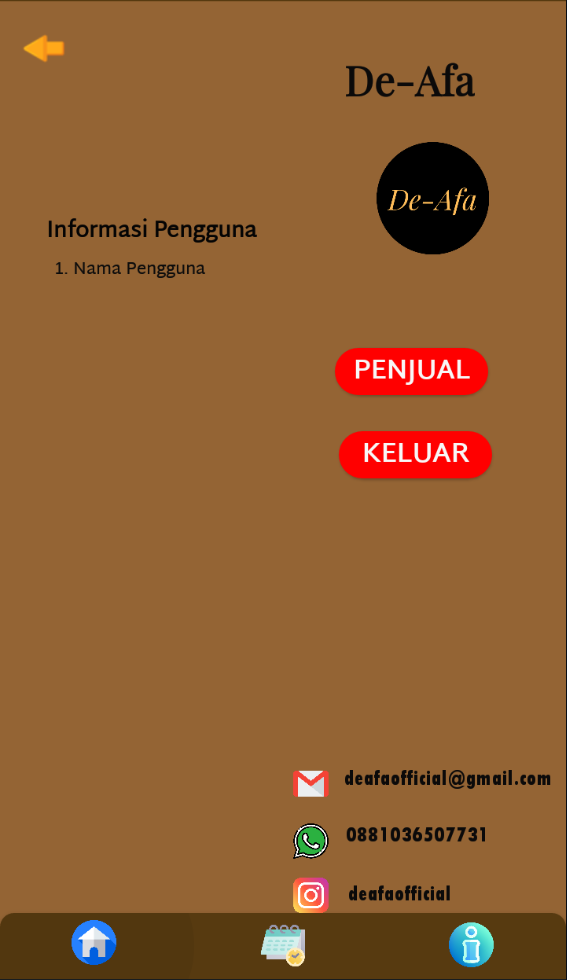 De-Afa
De-Afa
Informasi Pengguna
1. Nama Pengguna
PENJUAL
KELUAR
deafaofficial@gmail.com
0881036507731
deafaofficial